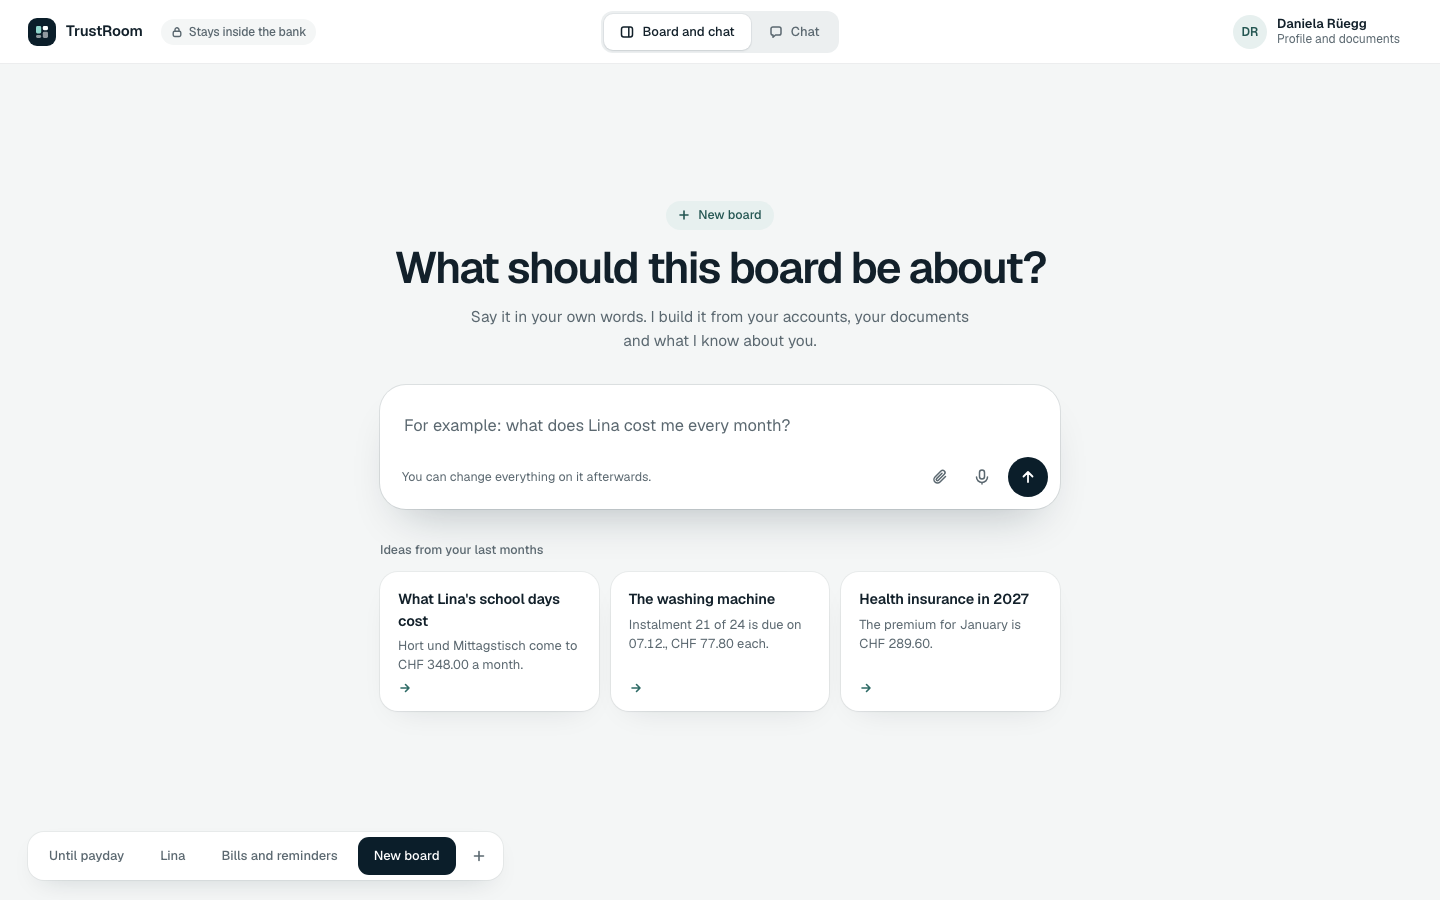 TrustRoom
Stays inside the bank
Board and chat
Chat
DR
Daniela Rüegg
Profile and documents
New board
What should this board be about?
Say it in your own words. I build it from your accounts, your documents
and what I know about you.
For example: what does Lina cost me every month?
You can change everything on it afterwards.
Ideas from your last months
What Lina's school days
cost
Hort und Mittagstisch come to
CHF 348.00 a month.
The washing machine
Instalment 21 of 24 is due on
07.12., CHF 77.80 each.
Health insurance in 2027
The premium for January is
CHF 289.60.
Until payday
Lina
Bills and reminders
New board